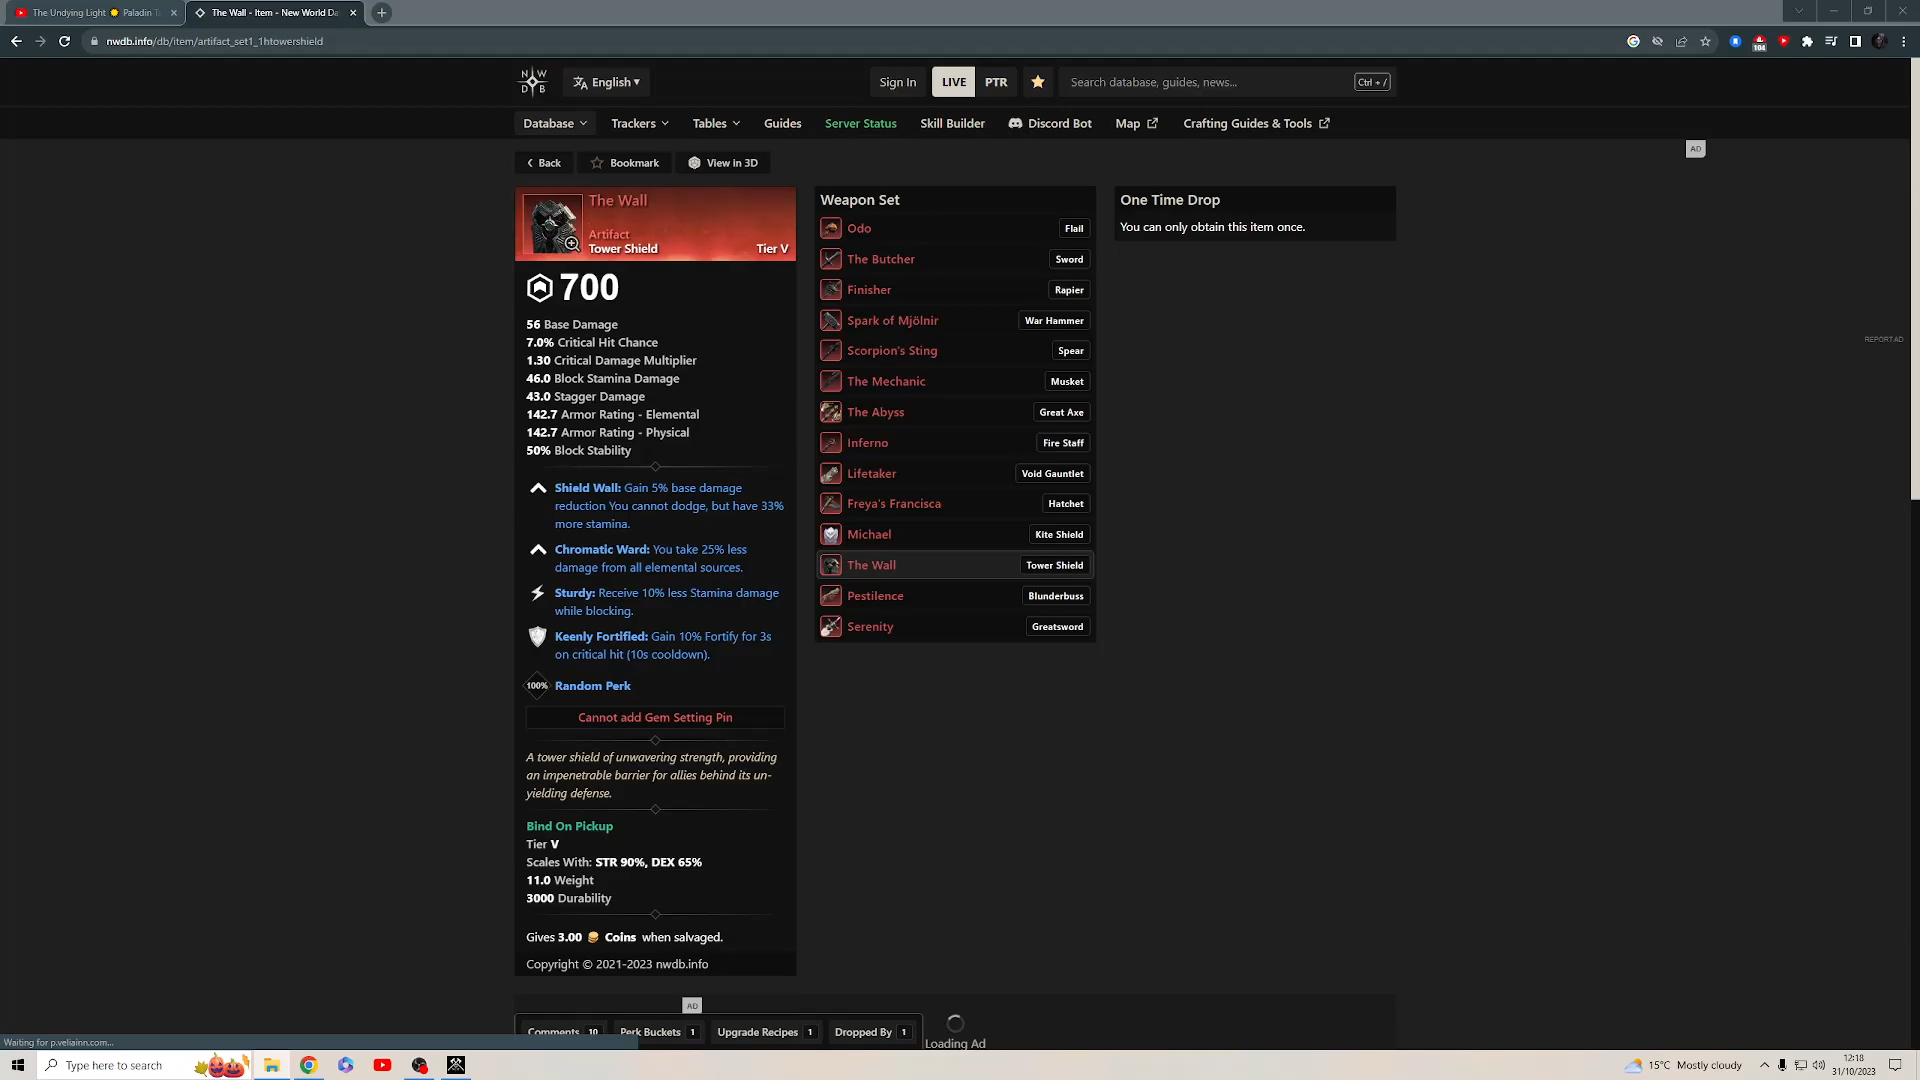 The Undying Light
Paladin
The Wall - Item - New World Da
nwdb.info/db/item/artifact_set1_1htowershield
104
NW
DB
English
Sign In
LIVE
PTR
Search database, guides, news...
Ctrl + /
Database
Trackers
Tables
Guides
Server Status
Skill Builder
Discord Bot
Map
Crafting Guides & Tools
Back
Bookmark
View in 3D
AD
The Wall
Artifact
Tower Shield
Tier V
700
56 Base Damage
7.0% Critical Hit Chance
1.30 Critical Damage Multiplier
46.0 Block Stamina Damage
43.0 Stagger Damage
142.7 Armor Rating - Elemental
142.7 Armor Rating - Physical
50% Block Stability
Shield Wall: Gain 5% base damage
reduction You cannot dodge, but have 33%
more stamina.
Chromatic Ward: You take 25% less
damage from all elemental sources.
Sturdy: Receive 10% less Stamina damage
while blocking.
Keenly Fortified: Gain 10% Fortify for 3s
on critical hit (10s cooldown).
100% Random Perk
Cannot add Gem Setting Pin
A tower shield of unwavering strength, providing
an impenetrable barrier for allies behind its un-
yielding defense.
Bind On Pickup
Tier V
Scales With: STR 90%, DEX 65%
11.0 Weight
3000 Durability
Gives 3.00 Coins when salvaged.
Copyright © 2021-2023 nwdb.info
Weapon Set
Odo Flail
The Butcher Sword
Finisher Rapier
Spark of Mjölnir War Hammer
Scorpion's Sting Spear
The Mechanic Musket
The Abyss Great Axe
Inferno Fire Staff
Lifetaker Void Gauntlet
Freya's Francisca Hatchet
Michael Kite Shield
The Wall Tower Shield
Pestilence Blunderbuss
Serenity Greatsword
One Time Drop
You can only obtain this item once.
REPORT AD
AD
Comments 10
Perk Buckets 1
Upgrade Recipes 1
Dropped By 1
Loading Ad
Waiting for p.veliainn.com...
Type here to search
15°C Mostly cloudy
12:18
31/10/2023